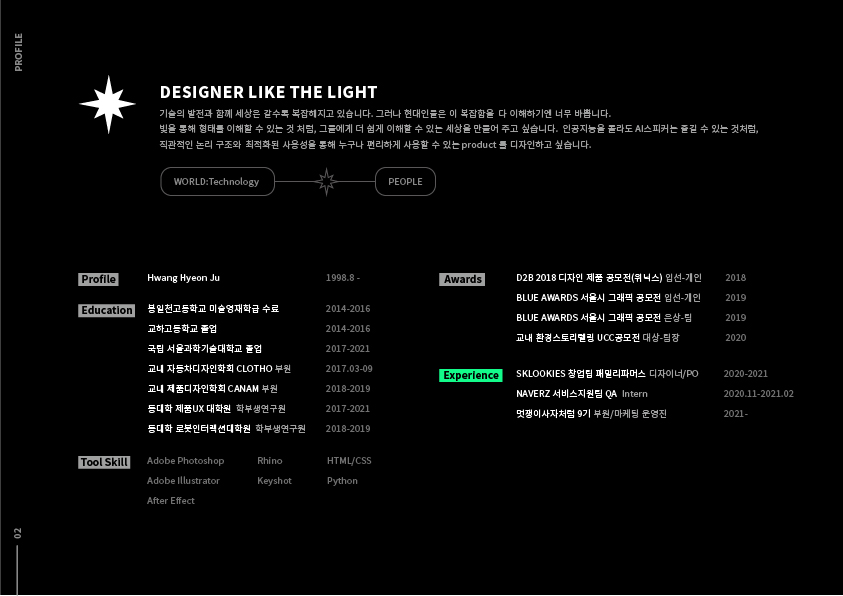 PROFILE
DESIGNER LIKE THE LIGHT
기술의 발전과 함께 세상은 갈수록 복잡해지고 있습니다. 그러나 현대인들은 이 복잡함을 다 이해하기엔 너무 바쁩니다.
빛을 통해 형태를 이해할 수 있는 것 처럼, 그들에게 더 쉽게 이해할 수 있는 세상을 만들어 주고 싶습니다. 인공지능을 몰라도 AI스피커는 즐길 수 있는 것처럼,
직관적인 논리 구조와 최적화된 사용성을 통해 누구나 편리하게 사용할 수 있는 product 를 디자인하고 싶습니다.
WORLD:Technology PEOPLE
Profile Hwang Hyeon Ju 1998.8 -
Education 봉일천고등학교 미술영재학급 수료 2014-2016
교하고등학교 졸업 2014-2016
국립 서울과학기술대학교 졸업 2017-2021
교내 자동차디자인학회 CLOTHO 부원 2017.03-09
교내 제품디자인학회 CANAM 부원 2018-2019
동대학 제품UX 대학원 학부생연구원 2017-2021
동대학 로봇인터랙션대학원 학부생연구원 2018-2019
Tool Skill Adobe Photoshop Rhino HTML/CSS
Adobe Illustrator Keyshot Python
After Effect
Awards D2B 2018 디자인 제품 공모전(위닉스) 입선-개인 2018
BLUE AWARDS 서울시 그래픽 공모전 입선-개인 2019
BLUE AWARDS 서울시 그래픽 공모전 은상-팀 2019
교내 환경스토리텔링 UCC공모전 대상-팀장 2020
Experience SKLOOKIES 창업팀 패밀리파머스 디자이너/PO 2020-2021
NAVERZ 서비스지원팀 QA Intern 2020.11-2021.02
멋쟁이사자처럼 9기 부원/마케팅 운영진 2021-
02